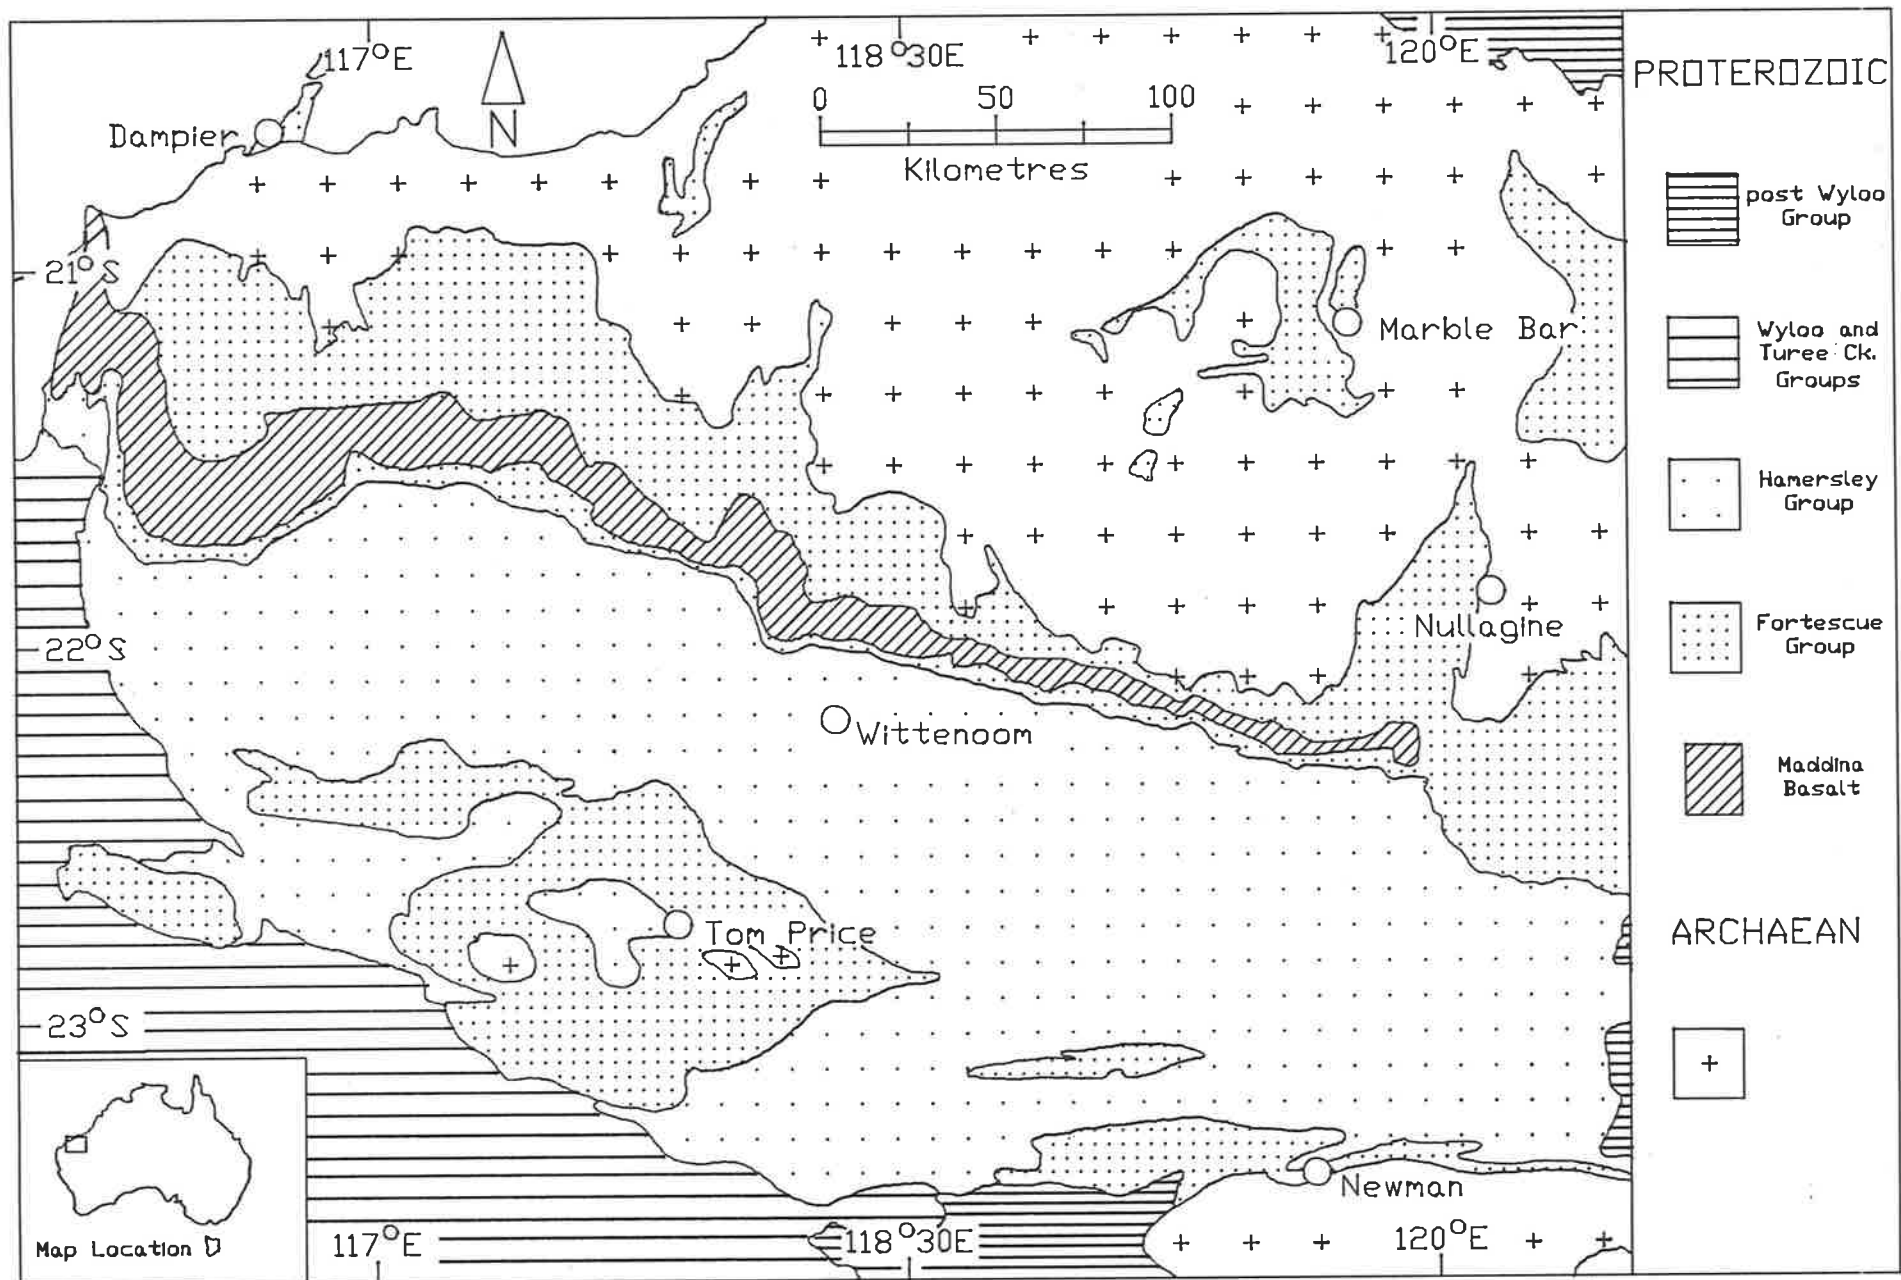 117°E
118°30E
120°E
Dampier
N
0 50 100
Kilometres
21°S
Marble Bar
Nullagine
22°S
Wittenoom
Tom Price
23°S
Newman
Map Location
117°E
118°30E
120°E
PROTEROZOIC
post Wyloo
Group
Wyloo and
Turee Ck.
Groups
Hamersley
Group
Fortescue
Group
Maddina
Basalt
ARCHAEAN